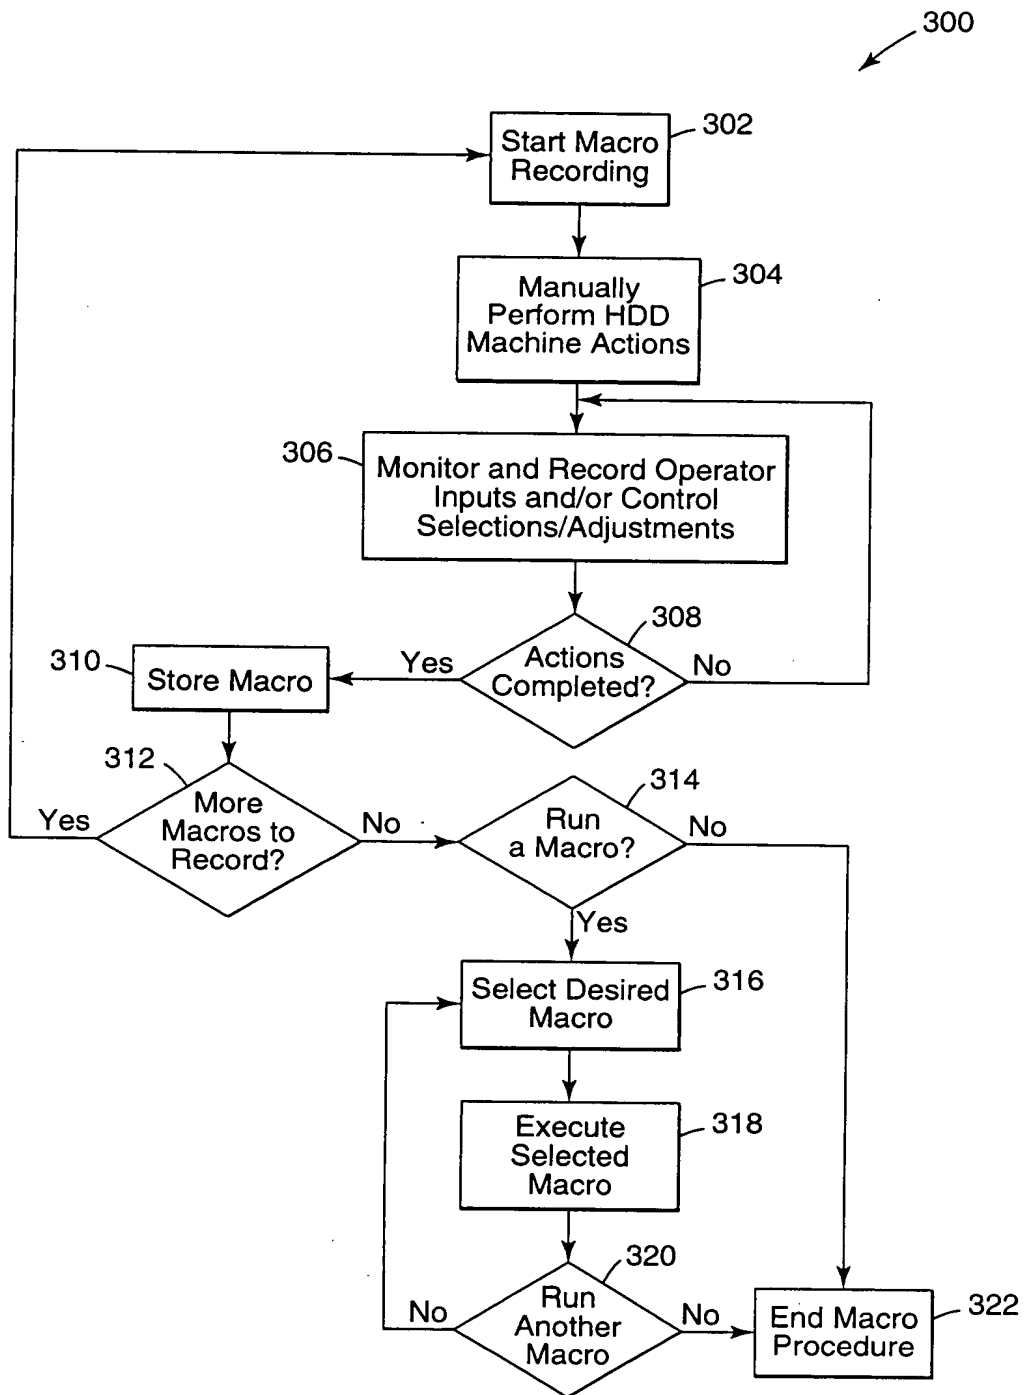 300
Start Macro
Recording
302
Manually
Perform HDD
Machine Actions
304
306
Monitor and Record Operator
Inputs and/or Control
Selections/Adjustments
308
Actions
Completed?
Yes
No
310
Store Macro
312
More
Macros to
Record?
Yes
No
314
Run
a Macro?
No
Yes
Select Desired
Macro
316
Execute
Selected
Macro
318
320
Run
Another
Macro
No
No
End Macro
Procedure
322